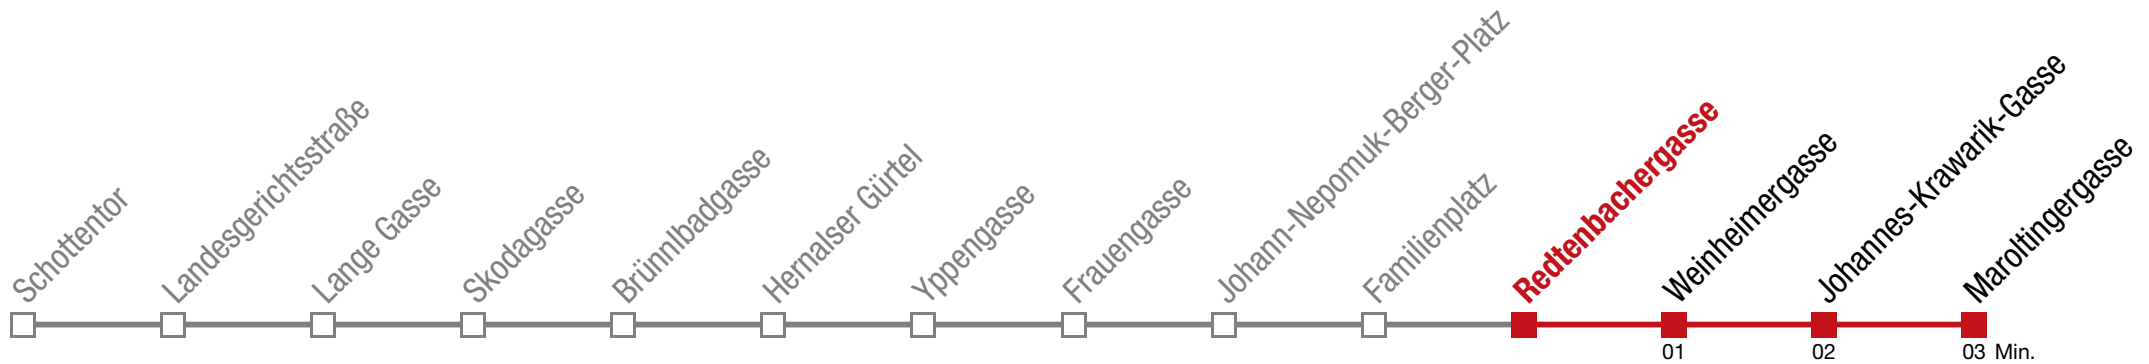 Schottentor
Landesgerichtsstraße
Lange Gasse
Skodagasse
Brünnlbadgasse
Hernalser Gürtel
Yppengasse
Frauengasse
Johann-Nepomuk-Berger-Platz
Familienplatz
Redtenbachergasse
Weinheimergasse
Johannes-Krawarik-Gasse
Maroltingergasse
01
02
03 Min.